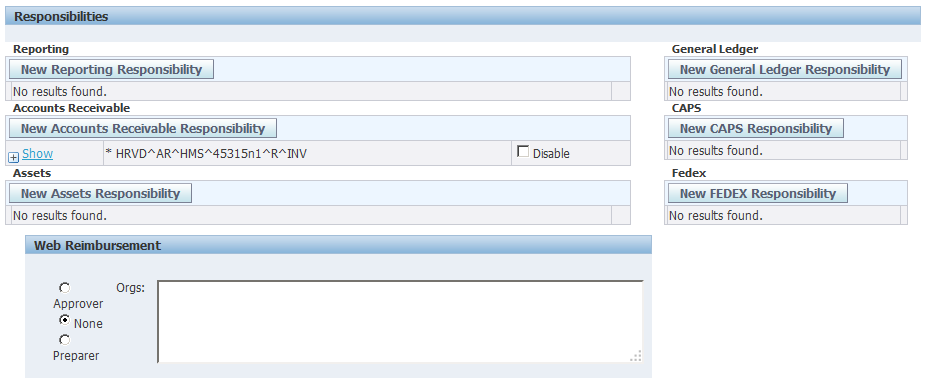 Responsibilities
Reporting
New Reporting Responsibility
No results found.
Accounts Receivable
New Accounts Receivable Responsibility
Show * HRVD^AR^HMS^45315n1^R^INV Disable
Assets
New Assets Responsibility
No results found.
General Ledger
New General Ledger Responsibility
No results found.
CAPS
New CAPS Responsibility
No results found.
Fedex
New FEDEX Responsibility
No results found.
Web Reimbursement
Approver
None
Preparer
Orgs: